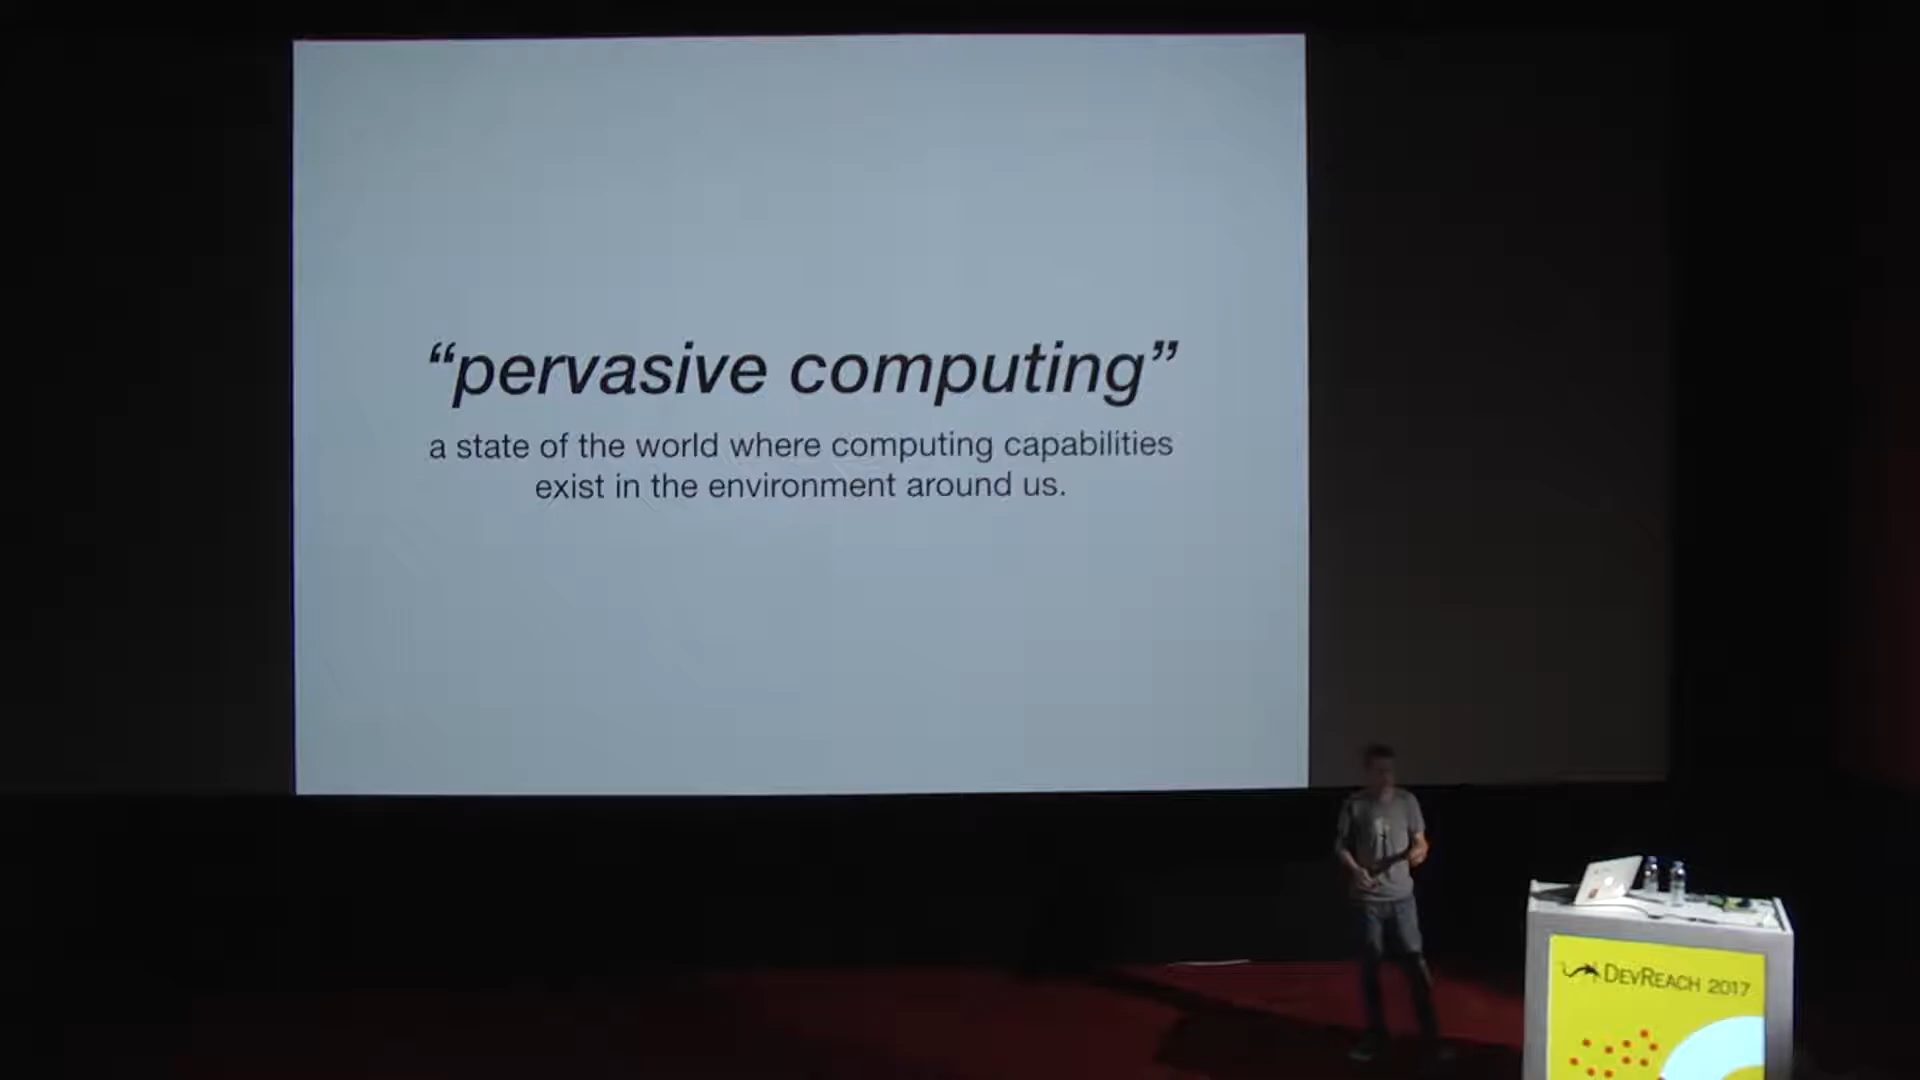 “pervasive computing”
a state of the world where computing capabilities
exist in the environment around us.
DEVREACH 2017